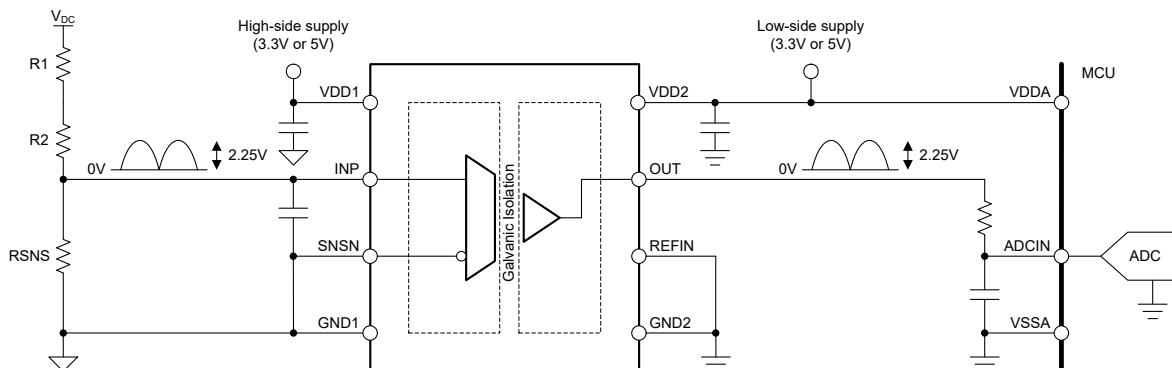 VDC
R1
R2
RSNS
0V
2.25V
High-side supply
(3.3V or 5V)
VDD1
INP
SNSN
GND1
Galvanic Isolation
VDD2
OUT
REFIN
GND2
Low-side supply
(3.3V or 5V)
0V
2.25V
MCU
VDDA
ADCIN
VSSA
ADC